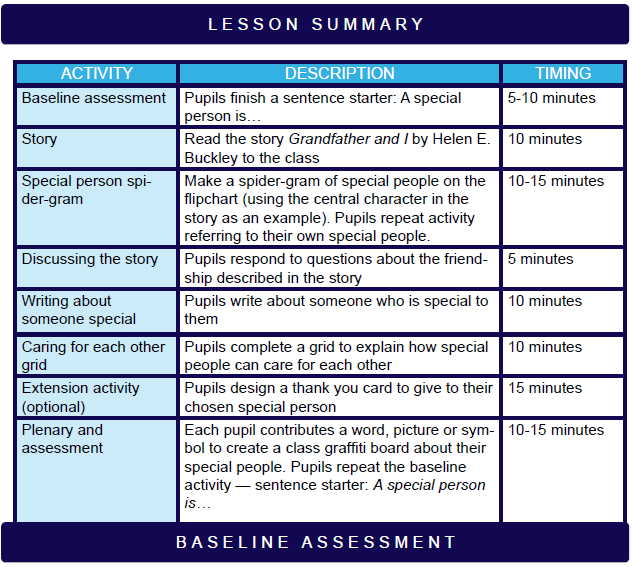 LESSON SUMMARY
ACTIVITY DESCRIPTION TIMING
Baseline assessment
Pupils finish a sentence starter: A special
person is…
5-10 minutes
Story
Read the story Grandfather and I by Helen E.
Buckley to the class
10 minutes
Special person spi-
der-gram
Make a spider-gram of special people on the
flipchart (using the central character in the
story as an example). Pupils repeat activity
referring to their own special people.
10-15 minutes
Discussing the story
Pupils respond to questions about the friend-
ship described in the story
5 minutes
Writing about
someone special
Pupils write about someone who is special to
them
10 minutes
Caring for each other
grid
Pupils complete a grid to explain how special
people can care for each other
10 minutes
Extension activity
(optional)
Pupils design a thank you card to give to their
chosen special person
15 minutes
Plenary and
assessment
Each pupil contributes a word, picture or sym-
bol to create a class graffiti board about their
special people. Pupils repeat the baseline
activity — sentence starter: A special person
is…
10-15 minutes
BASELINE ASSESSMENT